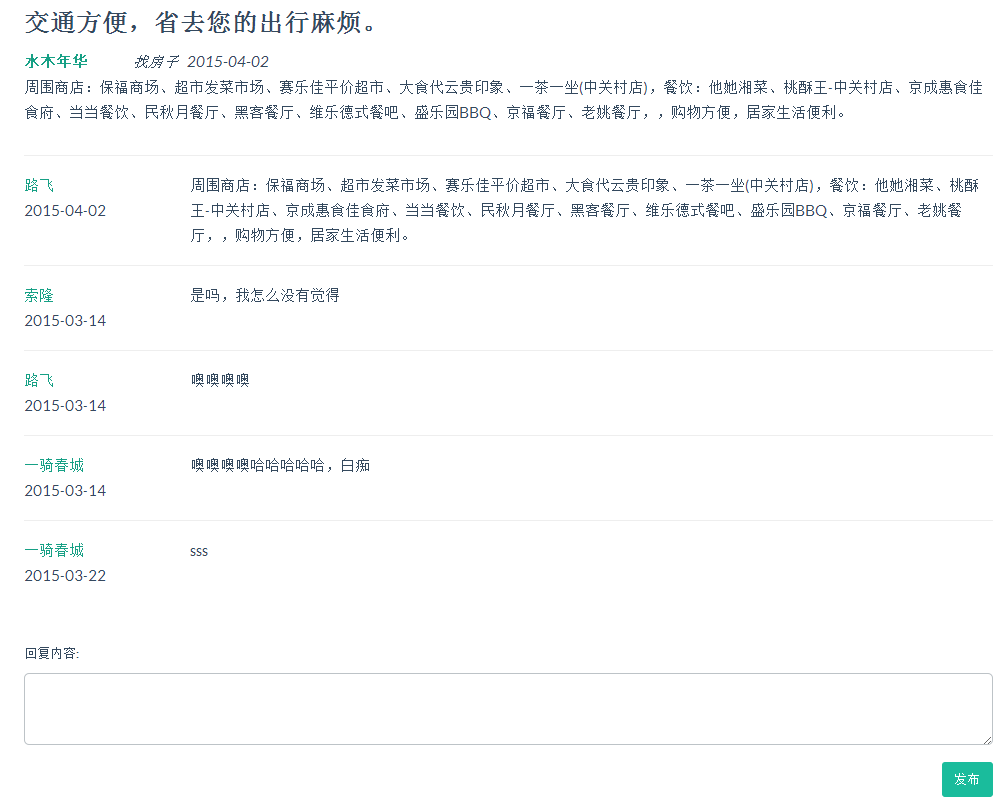 交通方便，省去您的出行麻烦。
水木年华 找房子 2015-04-02
周围商店：保福商场、超市发菜市场、赛乐佳平价超市、大食代云贵印象、一茶一坐(中关村店)，餐饮：他她湘菜、桃酥王-中关村店、京成惠食佳
食府、当当餐饮、民秋月餐厅、黑客餐厅、维乐德式餐吧、盛乐园BBQ、京福餐厅、老姚餐厅，，购物方便，居家生活便利。
路飞
2015-04-02
周围商店：保福商场、超市发菜市场、赛乐佳平价超市、大食代云贵印象、一茶一坐(中关村店)，餐饮：他她湘菜、桃酥
王-中关村店、京成惠食佳食府、当当餐饮、民秋月餐厅、黑客餐厅、维乐德式餐吧、盛乐园BBQ、京福餐厅、老姚餐
厅，，购物方便，居家生活便利。
索隆
2015-03-14
是吗，我怎么没有觉得
路飞
2015-03-14
噢噢噢噢
一骑春城
2015-03-14
噢噢噢噢哈哈哈哈哈，白痴
一骑春城
2015-03-22
sss
回复内容:
发布